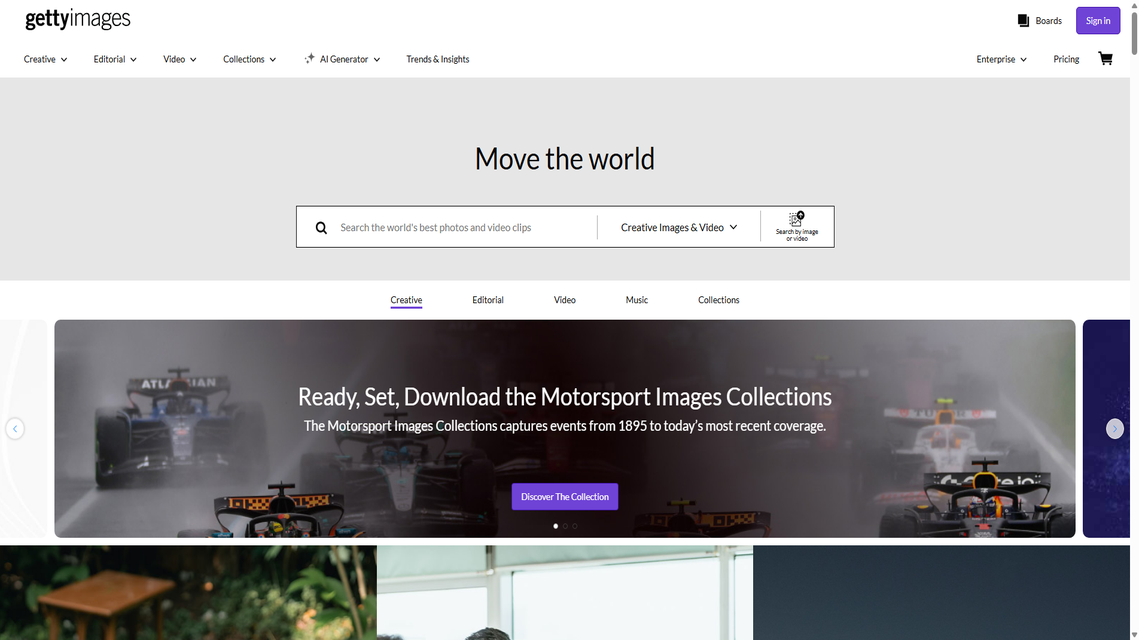 gettyimages
Boards
Sign in
Creative
Editorial
Video
Collections
AI Generator
Trends & Insights
Enterprise
Pricing
Move the world
Search the world's best photos and video clips
Creative Images & Video
Search by image
or video
Creative
Editorial
Video
Music
Collections
Ready, Set, Download the Motorsport Images Collections
The Motorsport Images Collections captures events from 1895 to today's most recent coverage.
Discover The Collection